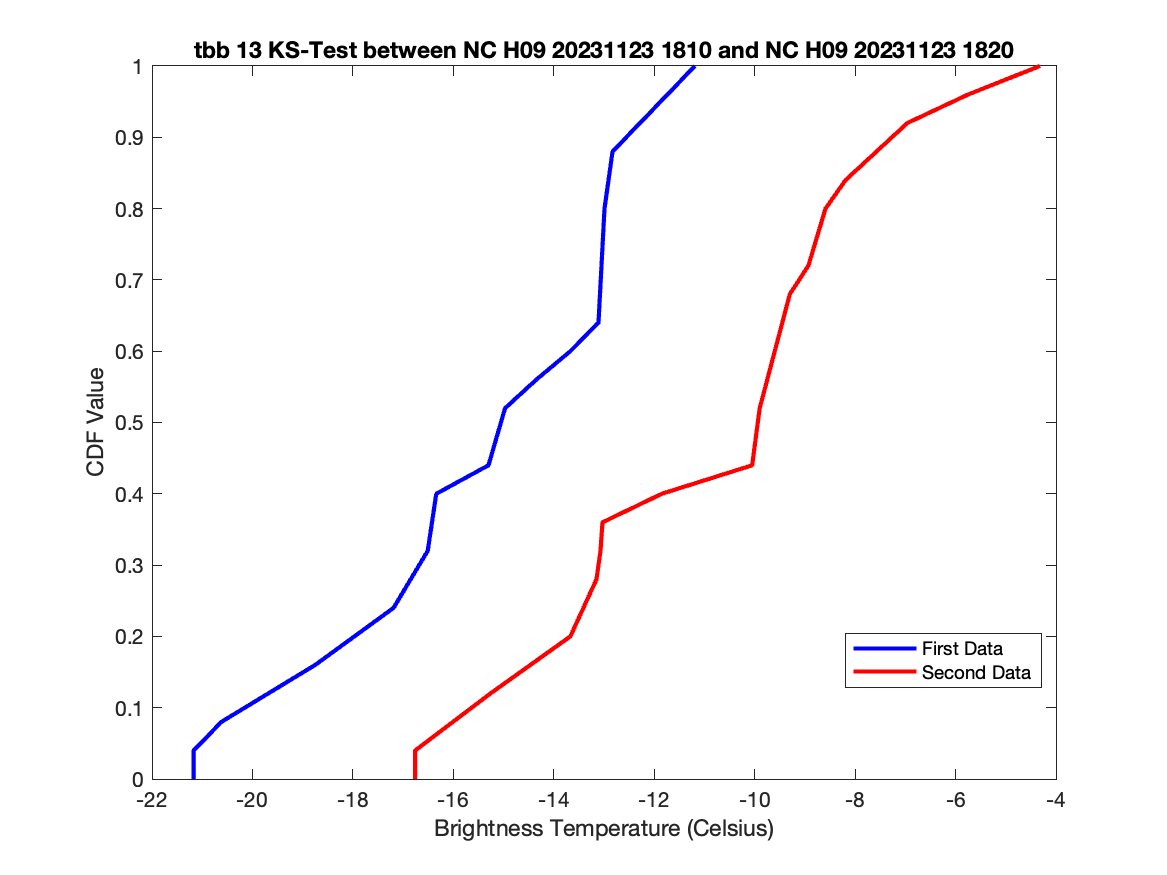 tbb 13 KS-Test between NC H09 20231123 1810 and NC H09 20231123 1820
1
0.9
0.8
0.7
0.6
0.5
0.4
0.3
0.2
0.1
0
CDF Value
First Data
Second Data
-22 -20 -18 -16 -14 -12 -10 -8 -6 -4
Brightness Temperature (Celsius)